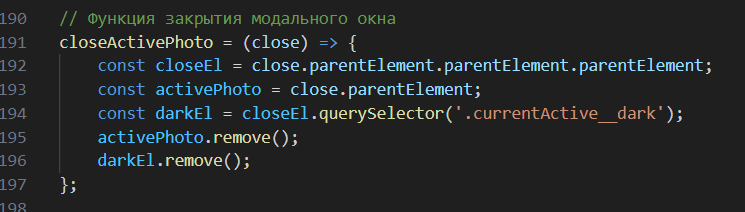 190 // Функция закрытия модального окна
191 closeActivePhoto = (close) => {
192 const closeEl = close.parentElement.parentElement.parentElement;
193 const activePhoto = close.parentElement;
194 const darkEl = closeEl.querySelector('.currentActive__dark');
195 activePhoto.remove();
196 darkEl.remove();
197 };
198